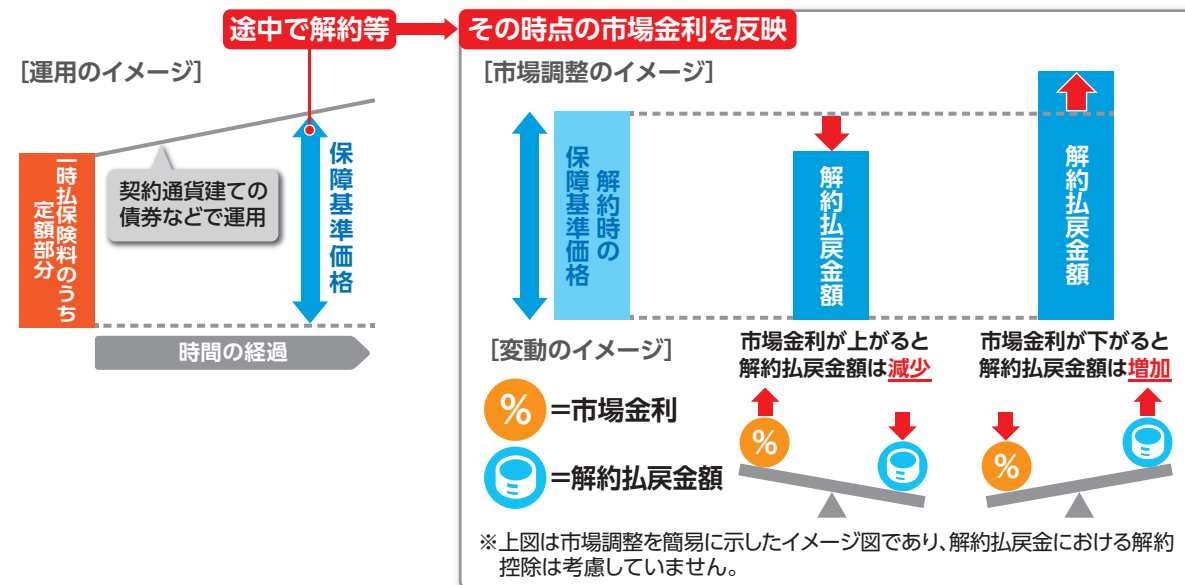 途中で解約等
その時点の市場金利を反映
[運用のイメージ]
一時払保険料のうち
定額部分
契約通貨建ての
債券などで運用
保障基準価格
時間の経過
[市場調整のイメージ]
解約時の
保障基準価格
解約払戻金額
解約払戻金額
市場金利が上がると
解約払戻金額は減少
市場金利が下がると
解約払戻金額は増加
[変動のイメージ]
%=市場金利
=解約払戻金額
%
%
※上図は市場調整を簡易に示したイメージ図であり、解約払戻金における解約
控除は考慮していません。